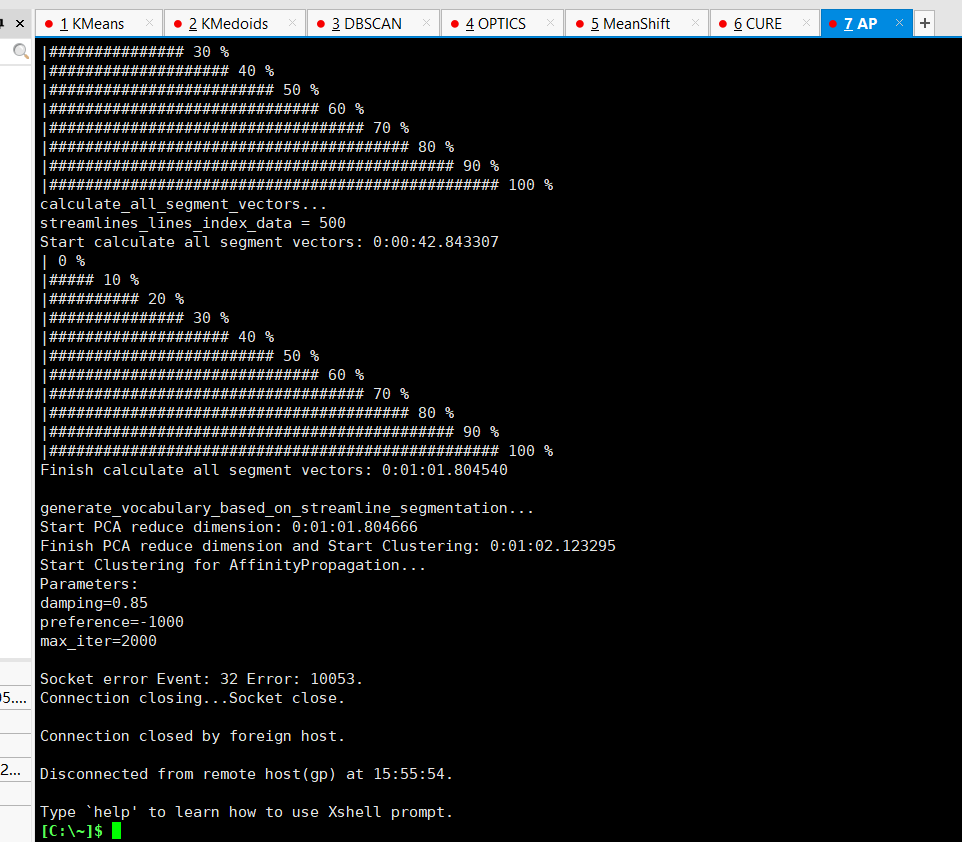 1 KMeans × 2 KMedoids × 3 DBSCAN × 4 OPTICS × 5 MeanShift × 6 CURE × 7 AP × +
|############### 30 %
|#################### 40 %
|######################### 50 %
|############################## 60 %
|################################### 70 %
|######################################## 80 %
|############################################# 90 %
|################################################## 100 %
calculate_all_segment_vectors...
streamlines_lines_index_data = 500
Start calculate all segment vectors: 0:00:42.843307
| 0 %
|##### 10 %
|########## 20 %
|############### 30 %
|#################### 40 %
|######################### 50 %
|############################## 60 %
|################################### 70 %
|######################################## 80 %
|############################################# 90 %
|################################################## 100 %
Finish calculate all segment vectors: 0:01:01.804540
generate_vocabulary_based_on_streamline_segmentation...
Start PCA reduce dimension: 0:01:01.804666
Finish PCA reduce dimension and Start Clustering: 0:01:02.123295
Start Clustering for AffinityPropagation...
Parameters:
damping=0.85
preference=-1000
max_iter=2000
Socket error Event: 32 Error: 10053.
05....
Connection closing...Socket close.
Connection closed by foreign host.
2...
Disconnected from remote host(gp) at 15:55:54.
Type `help' to learn how to use Xshell prompt.
[C:\~]$